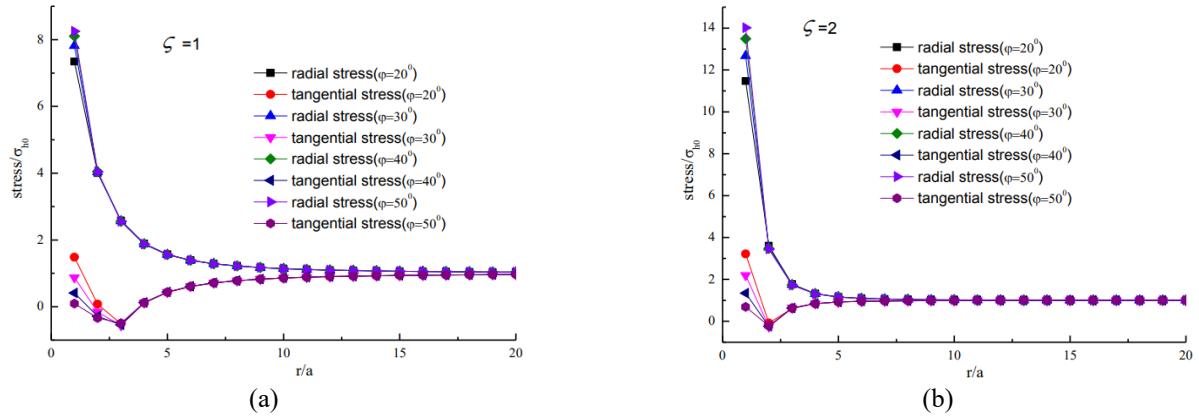 ς =1
8
6
4
2
0
stress/σh0
radial stress(φ=20⁰)
tangential stress(φ=20⁰)
radial stress(φ=30⁰)
tangential stress(φ=30⁰)
radial stress(φ=40⁰)
tangential stress(φ=40⁰)
radial stress(φ=50⁰)
tangential stress(φ=50⁰)
0 5 10 15 20
r/a
(a)
ς =2
14
12
10
8
6
4
2
0
stress/σh0
radial stress(φ=20⁰)
tangential stress(φ=20⁰)
radial stress(φ=30⁰)
tangential stress(φ=30⁰)
radial stress(φ=40⁰)
tangential stress(φ=40⁰)
radial stress(φ=50⁰)
tangential stress(φ=50⁰)
0 5 10 15 20
r/a
(b)